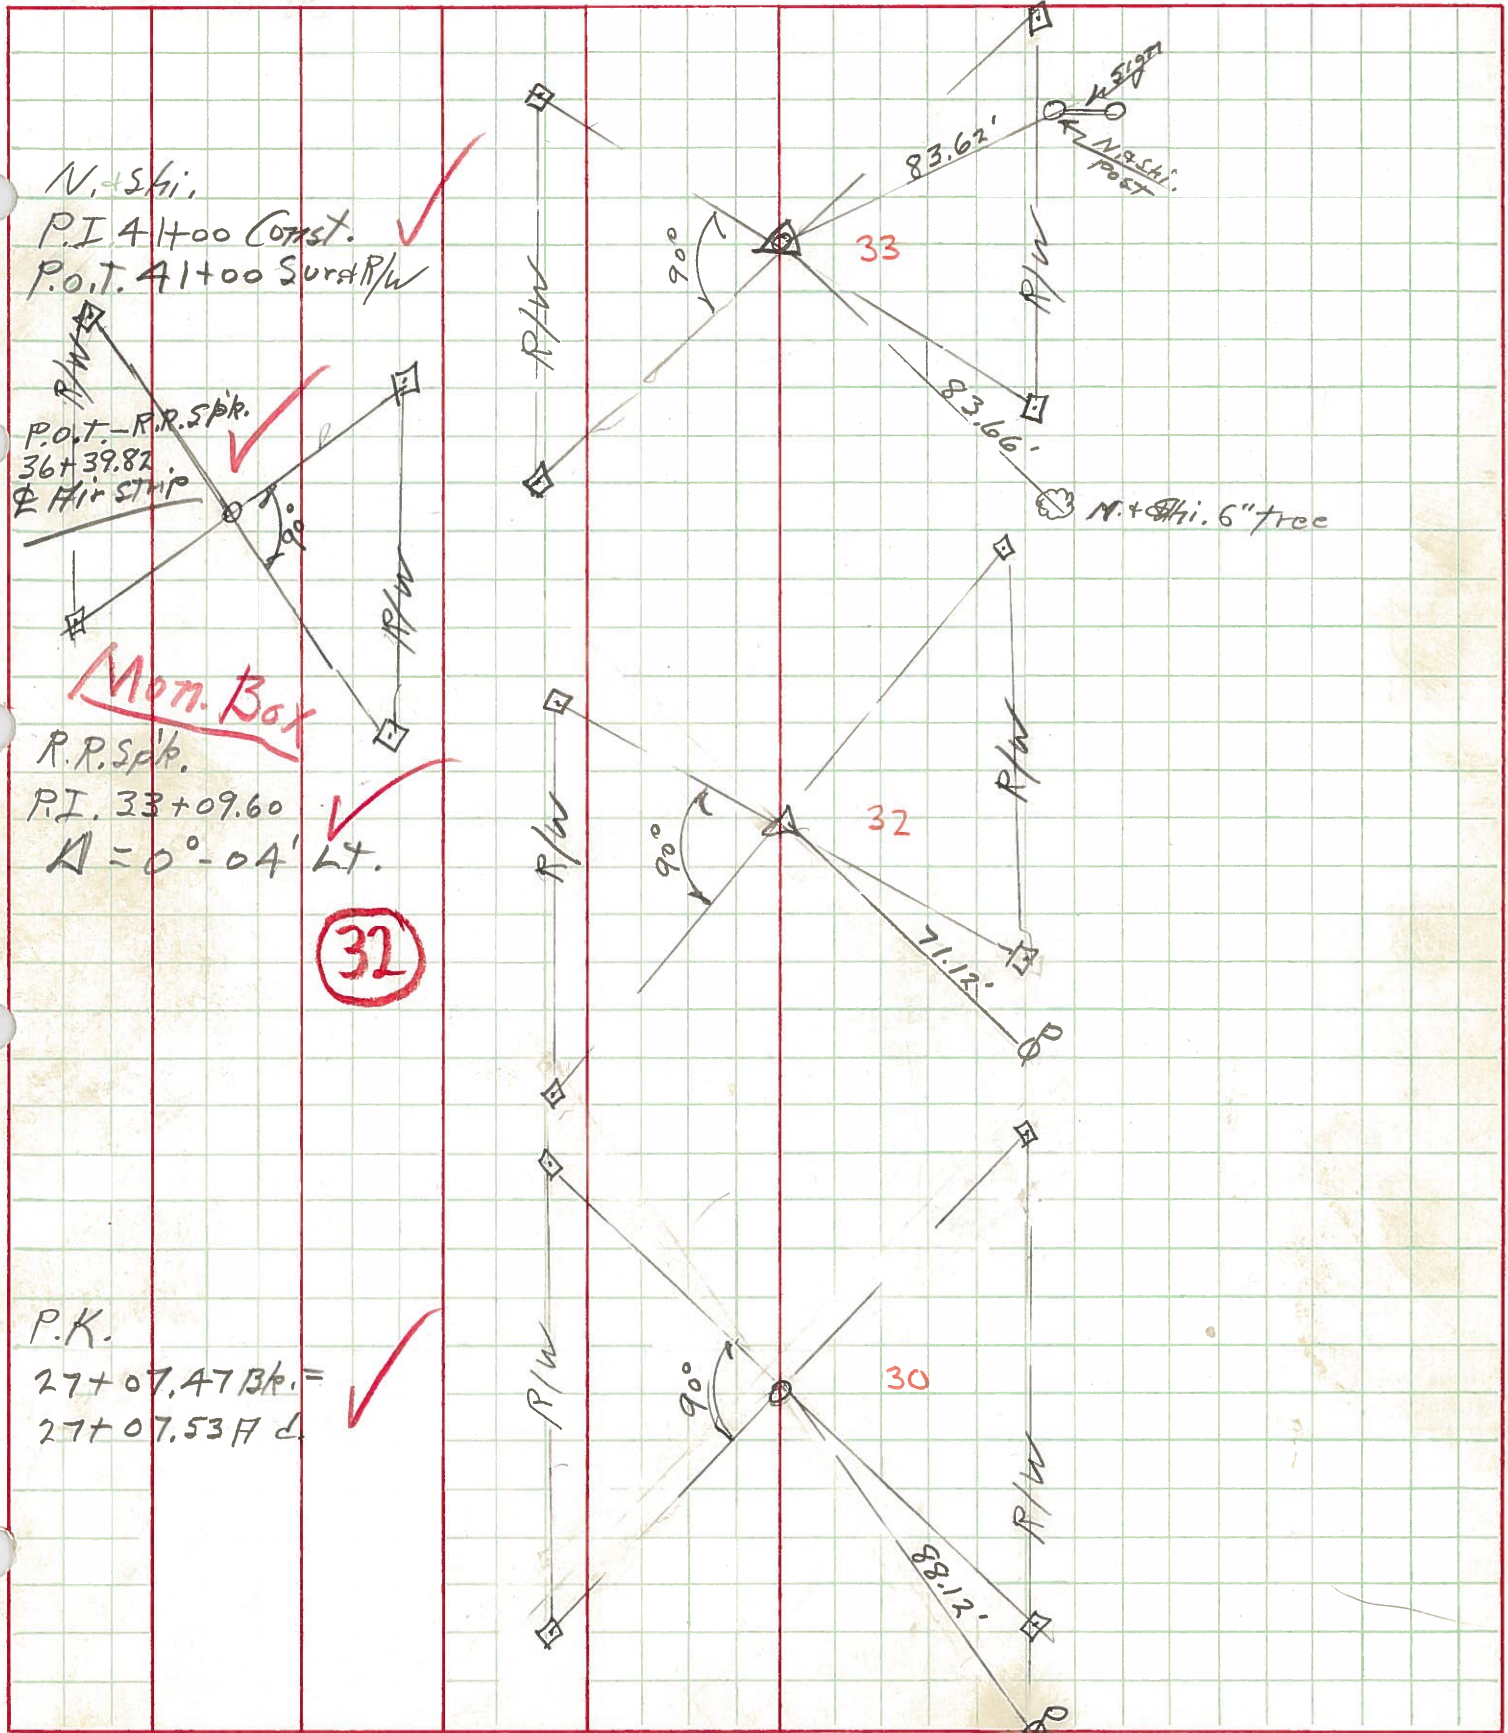 N. & Shi.
P.I. 41+00 Const.
P.O.T. 41+00 Sur & R/W
R/W
P.O.T. - R.R. Spk.
36+39.82
℄ Air Strip
90°
R/W
Mon. Box
R.R. Spk.
P.I. 33+09.60
Δ = 0°-04' Lt.
32
P.K.
27+07.47 Bk. =
27+07.53 A d.
Sign
N. & Shi.
Post
83.62'
90°
33
R/W
R/W
83.66'
N. + Shi. 6" tree
R/W
R/W
90°
32
71.12'
R/W
90°
30
R/W
88.12'